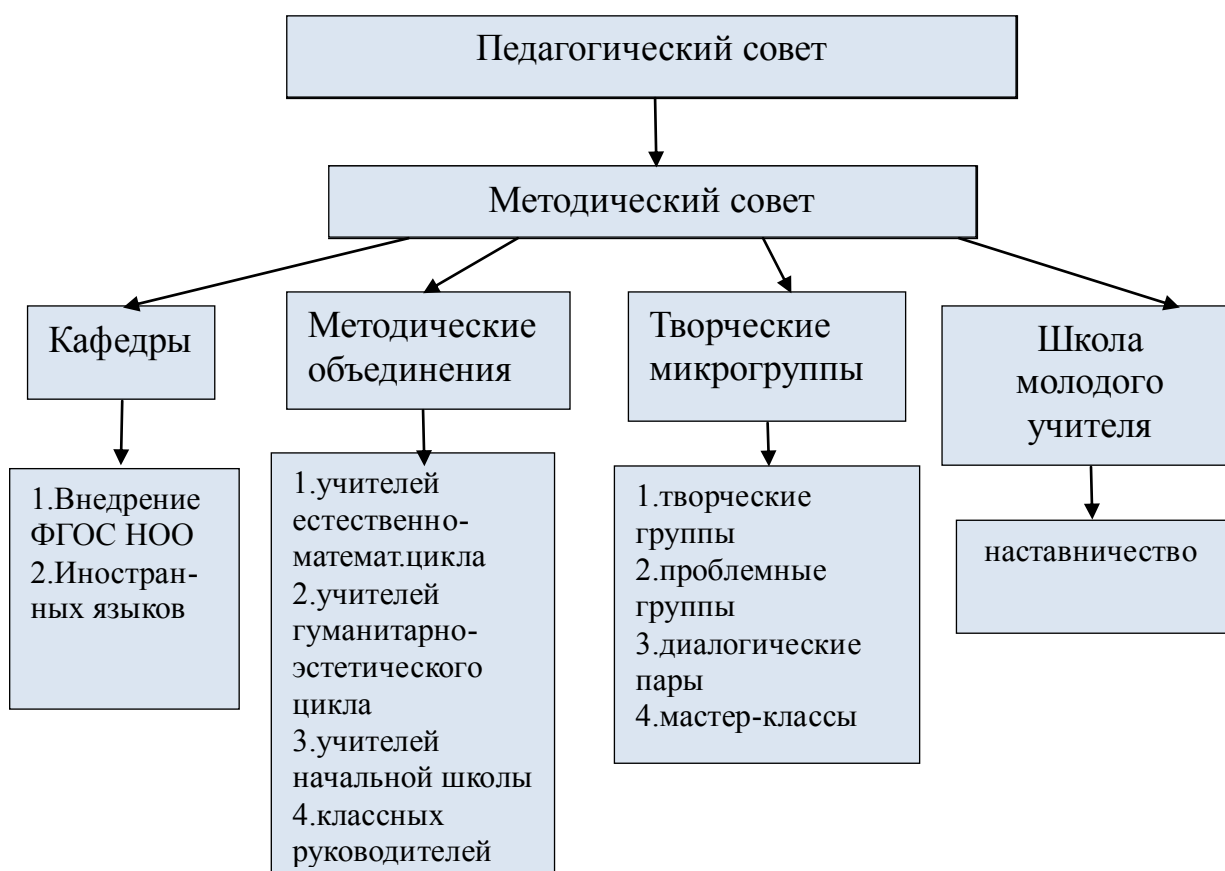 Педагогический совет
Методический совет
Кафедры
Методические
объединения
Творческие
микрогруппы
Школа
молодого
учителя
1.Внедрение
ФГОС НОО
2.Иностран-
ных языков
1.учителей
естественно-
математ.цикла
2.учителей
гуманитарно-
эстетического
цикла
3.учителей
начальной школы
4.классных
руководителей
1.творческие
группы
2.проблемные
группы
3.диалогические
пары
4.мастер-классы
наставничество